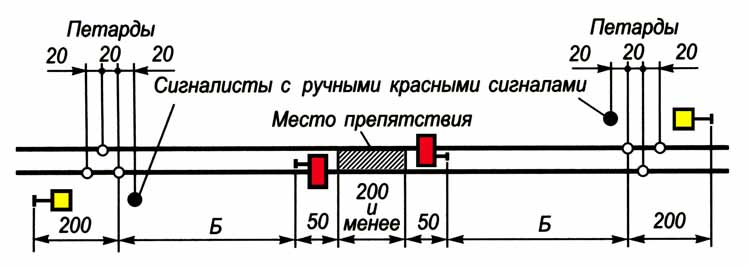 Петарды
Петарды
20 20 20
20 20 20
Сигналисты с ручными красными сигналами
Место препятствия
200
и
менее
200
Б
50
50
Б
200